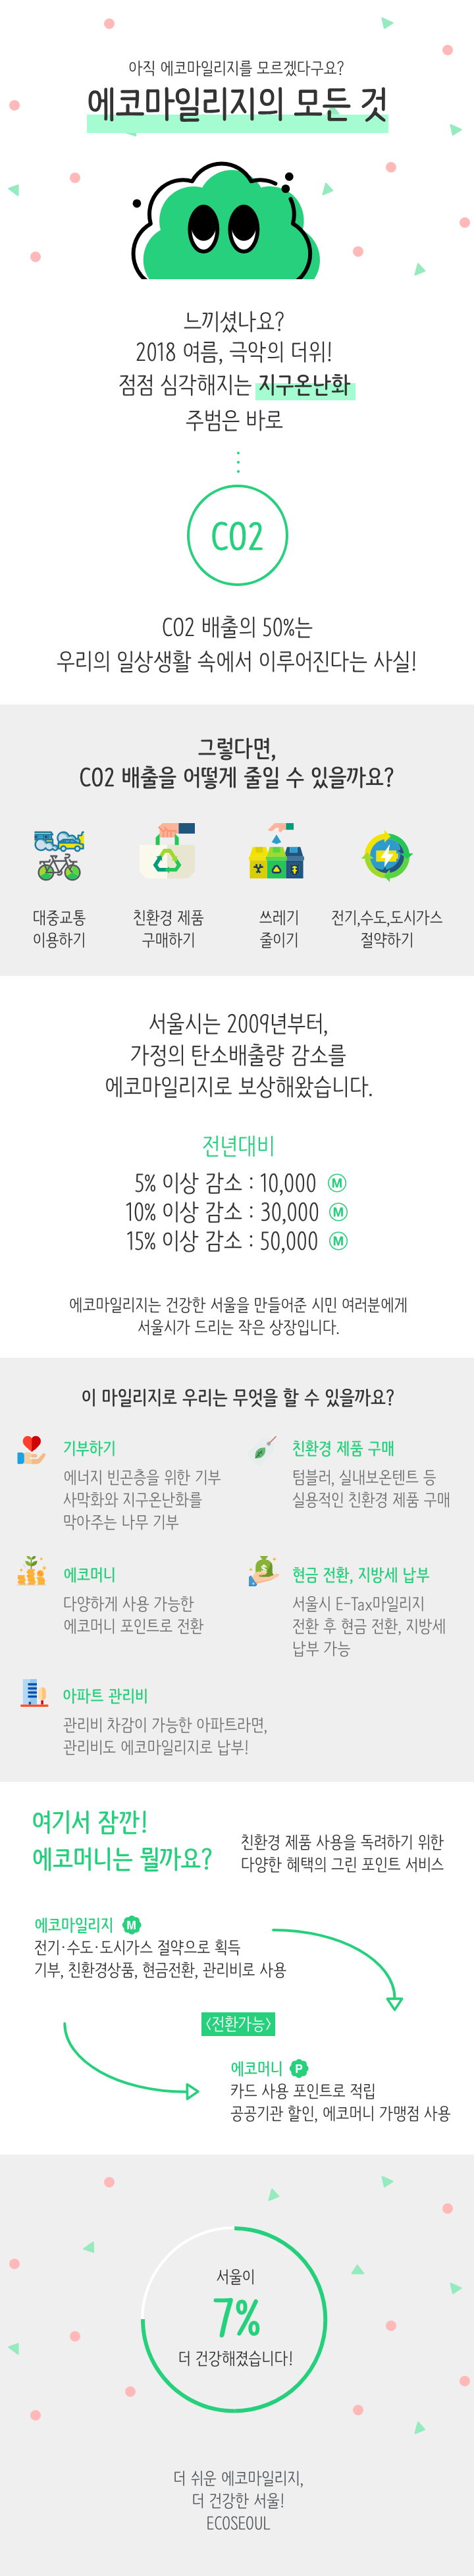 아직 에코마일리지를 모르겠다구요?
에코마일리지의 모든 것
느끼셨나요?
2018 여름, 극악의 더위!
점점 심각해지는 지구온난화
주범은 바로
CO2
CO2 배출의 50%는
우리의 일상생활 속에서 이루어진다는 사실!
그렇다면,
CO2 배출을 어떻게 줄일 수 있을까요?
대중교통
이용하기
친환경 제품
구매하기
쓰레기
줄이기
전기,수도,도시가스
절약하기
서울시는 2009년부터,
가정의 탄소배출량 감소를
에코마일리지로 보상해왔습니다.
전년대비
5% 이상 감소 : 10,000 M
10% 이상 감소 : 30,000 M
15% 이상 감소 : 50,000 M
에코마일리지는 건강한 서울을 만들어준 시민 여러분에게
서울시가 드리는 작은 상장입니다.
이 마일리지로 우리는 무엇을 할 수 있을까요?
기부하기
에너지 빈곤층을 위한 기부
사막화와 지구온난화를
막아주는 나무 기부
친환경 제품 구매
텀블러, 실내보온텐트 등
실용적인 친환경 제품 구매
에코머니
다양하게 사용 가능한
에코머니 포인트로 전환
현금 전환, 지방세 납부
서울시 E-Tax마일리지
전환 후 현금 전환, 지방세
납부 가능
아파트 관리비
관리비 차감이 가능한 아파트라면,
관리비도 에코마일리지로 납부!
여기서 잠깐!
에코머니는 뭘까요?
친환경 제품 사용을 독려하기 위한
다양한 혜택의 그린 포인트 서비스
에코마일리지 M
전기·수도·도시가스 절약으로 획득
기부, 친환경상품, 현금전환, 관리비로 사용
<전환가능>
에코머니 P
카드 사용 포인트로 적립
공공기관 할인, 에코머니 가맹점 사용
서울이
7%
더 건강해졌습니다!
더 쉬운 에코마일리지,
더 건강한 서울!
ECOSEOUL